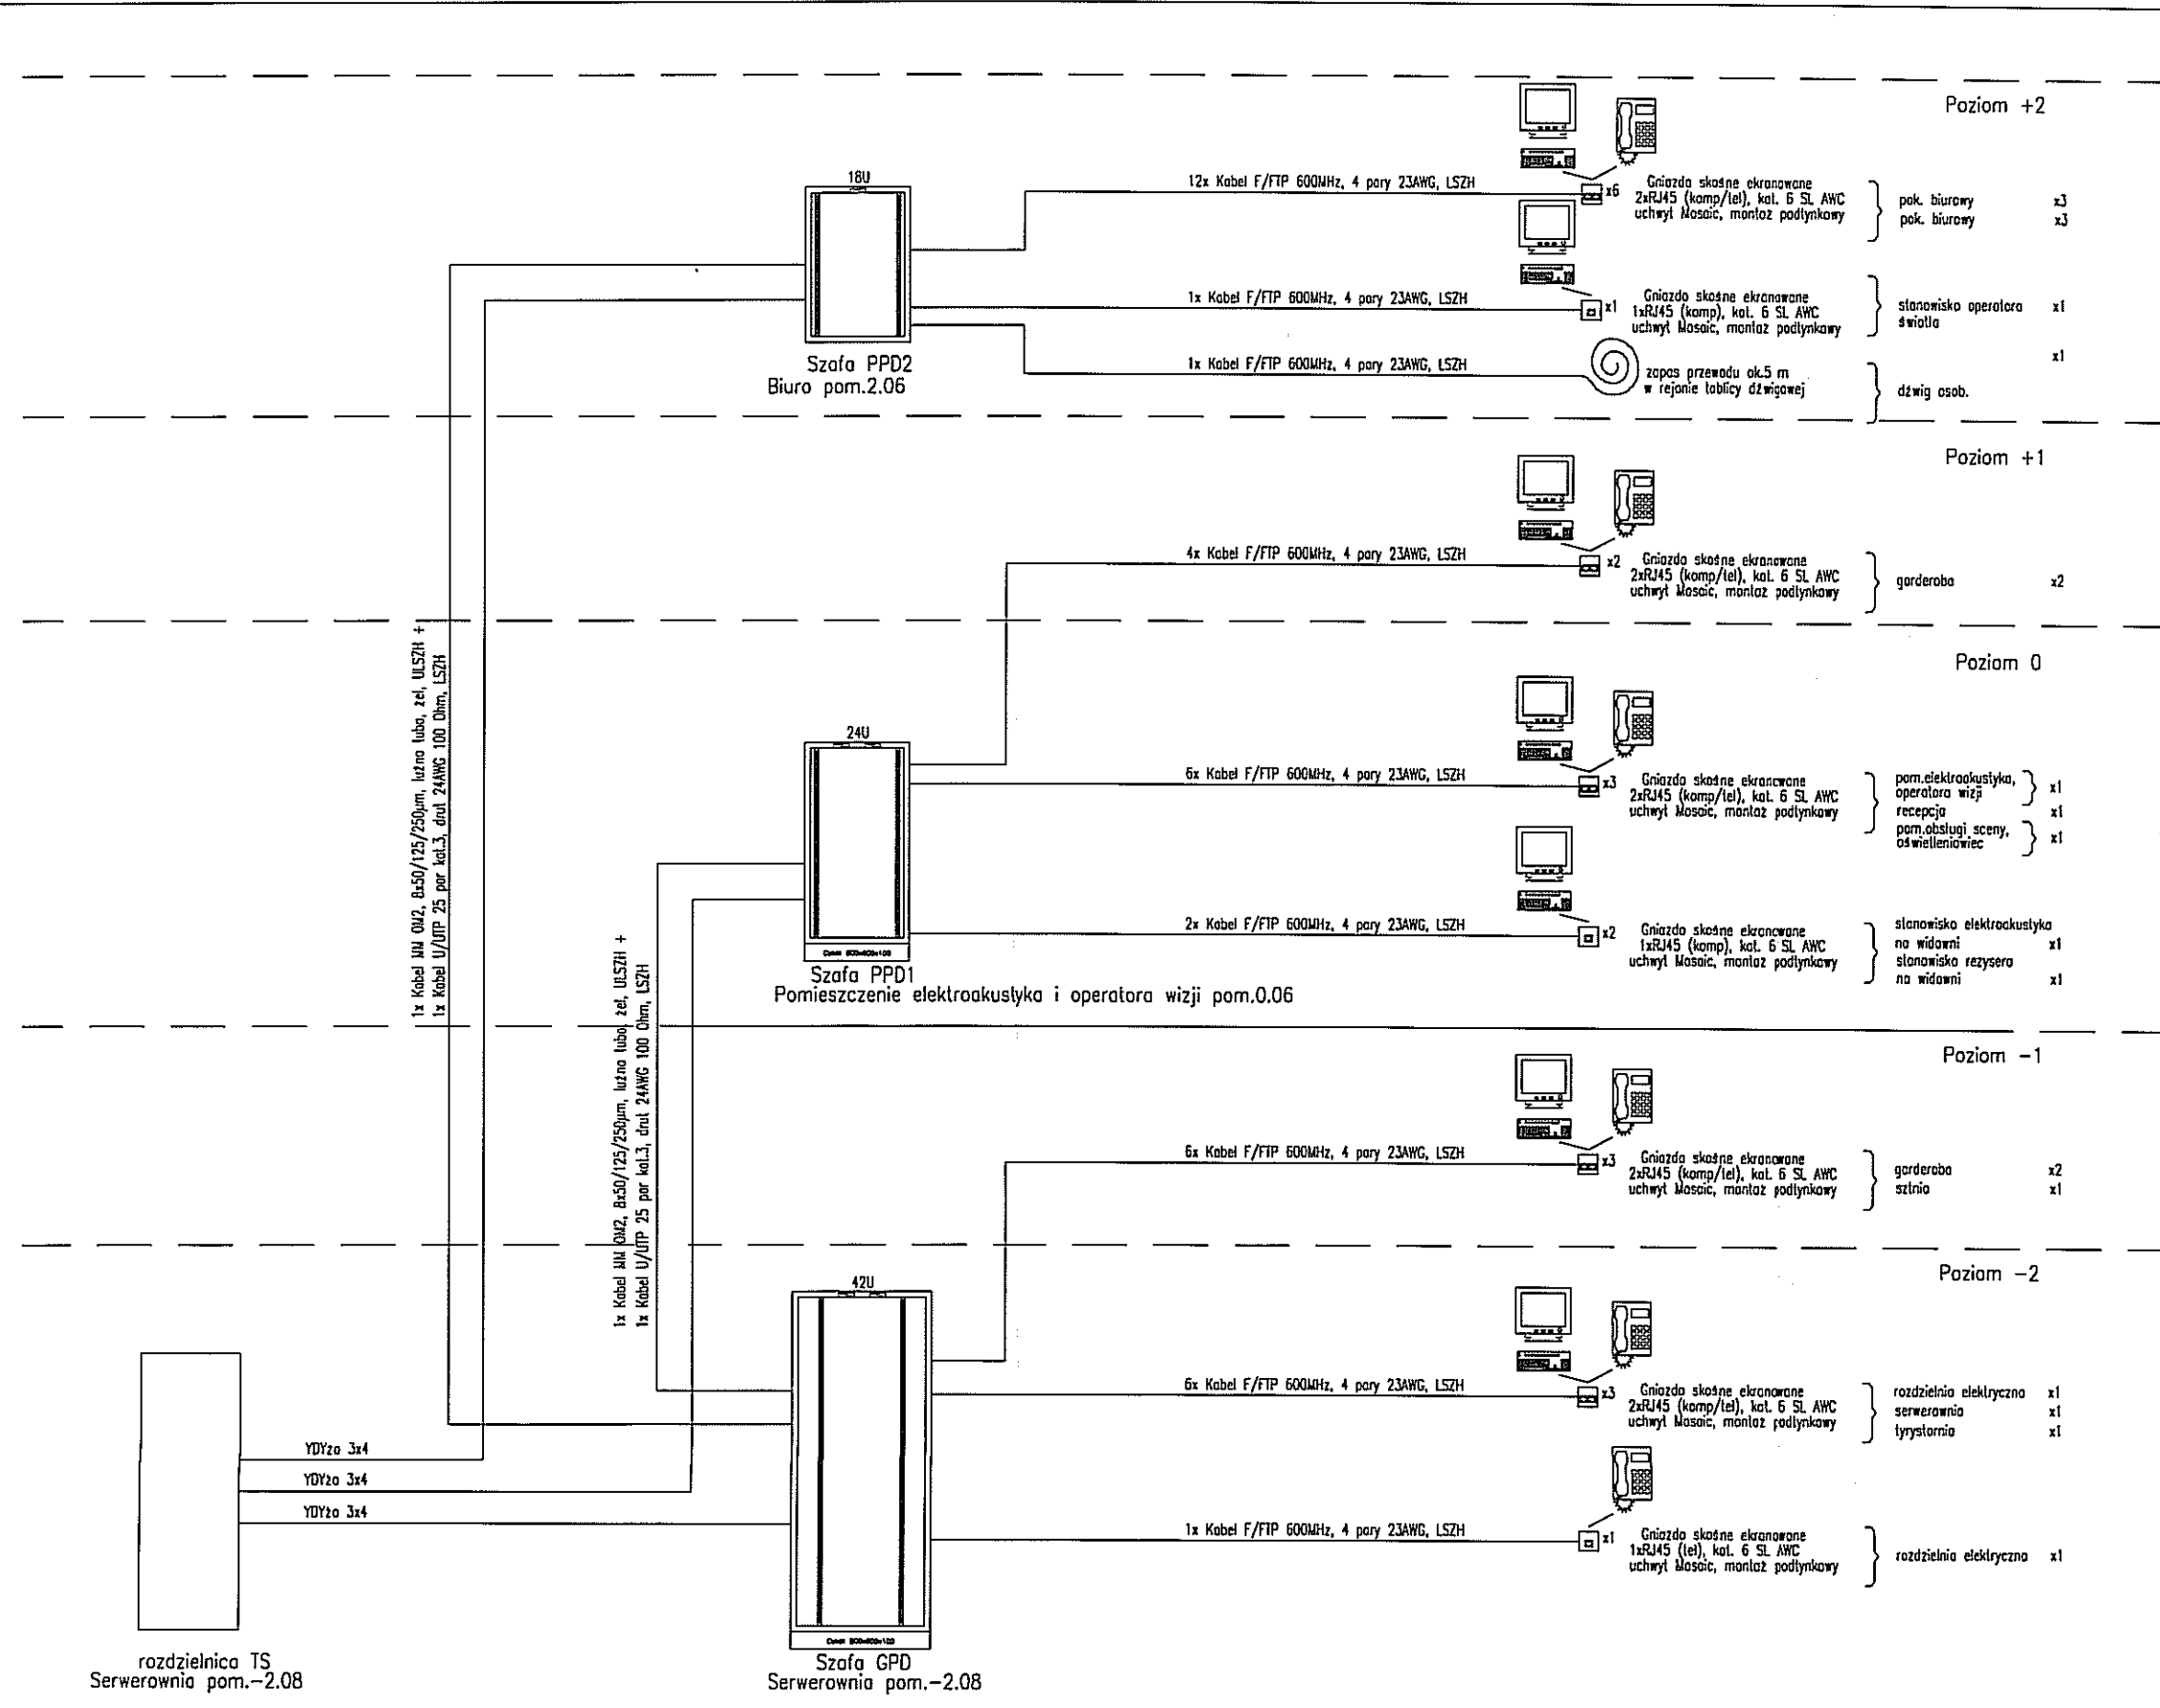 Poziom +2
18U
12x Kabel F/FTP 600MHz, 4 pary 23AWG, LSZH
x6
Gniazdo skośne ekranowane
2xRJ45 (komp/tel), kat. 6 SL AWC
uchwyt Mosaic, montaż podtynkowy
pok. biurowy x3
pok. biurowy x3
1x Kabel F/FTP 600MHz, 4 pary 23AWG, LSZH
x1
Gniazdo skośne ekranowane
1xRJ45 (komp), kat. 6 SL AWC
uchwyt Mosaic, montaż podtynkowy
stanowisko operatora x1
światła
1x Kabel F/FTP 600MHz, 4 pary 23AWG, LSZH
zapas przewodu ok.5 m
w rejonie tablicy dźwigowej
x1
dźwig osob.
Szafa PPD2
Biuro pom.2.06
Poziom +1
4x Kabel F/FTP 600MHz, 4 pary 23AWG, LSZH
x2
Gniazdo skośne ekranowane
2xRJ45 (komp/tel), kat. 6 SL AWC
uchwyt Mosaic, montaż podtynkowy
garderoba x2
1x Kabel MM OM2, 8x50/125/250µm, luźna tuba, żel, ULSZH +
1x Kabel U/UTP 25 par kat.3, drut 24AWG 100 Ohm, LSZH
Poziom 0
24U
6x Kabel F/FTP 600MHz, 4 pary 23AWG, LSZH
x3
Gniazdo skośne ekranowane
2xRJ45 (komp/tel), kat. 6 SL AWC
uchwyt Mosaic, montaż podtynkowy
pom.elektroakustyka,
operatora wizji x1
recepcja x1
pom.obsługi sceny,
oświetleniowiec x1
2x Kabel F/FTP 600MHz, 4 pary 23AWG, LSZH
x2
Gniazdo skośne ekranowane
1xRJ45 (komp), kat. 6 SL AWC
uchwyt Mosaic, montaż podtynkowy
stanowisko elektroakustyka
na widowni x1
stanowisko reżysera
na widowni x1
Szafa PPD1
Pomieszczenie elektroakustyka i operatora wizji pom.0.06
1x Kabel MM OM2, 8x50/125/250µm, luźna tuba, żel, ULSZH +
1x Kabel U/UTP 25 par kat.3, drut 24AWG 100 Ohm, LSZH
Poziom -1
6x Kabel F/FTP 600MHz, 4 pary 23AWG, LSZH
x3
Gniazdo skośne ekranowane
2xRJ45 (komp/tel), kat. 6 SL AWC
uchwyt Mosaic, montaż podtynkowy
garderoba x2
sztnia x1
Poziom -2
42U
6x Kabel F/FTP 600MHz, 4 pary 23AWG, LSZH
x3
Gniazdo skośne ekranowane
2xRJ45 (komp/tel), kat. 6 SL AWC
uchwyt Mosaic, montaż podtynkowy
rozdzielnia elektryczna x1
serwerownia x1
tyrystornia x1
YDYżo 3x4
YDYżo 3x4
YDYżo 3x4
1x Kabel F/FTP 600MHz, 4 pary 23AWG, LSZH
x1
Gniazdo skośne ekranowane
1xRJ45 (tel), kat. 6 SL AWC
uchwyt Mosaic, montaż podtynkowy
rozdzielnia elektryczna x1
rozdzielnica TS
Serwerownia pom.-2.08
Szafa GPD
Serwerownia pom.-2.08